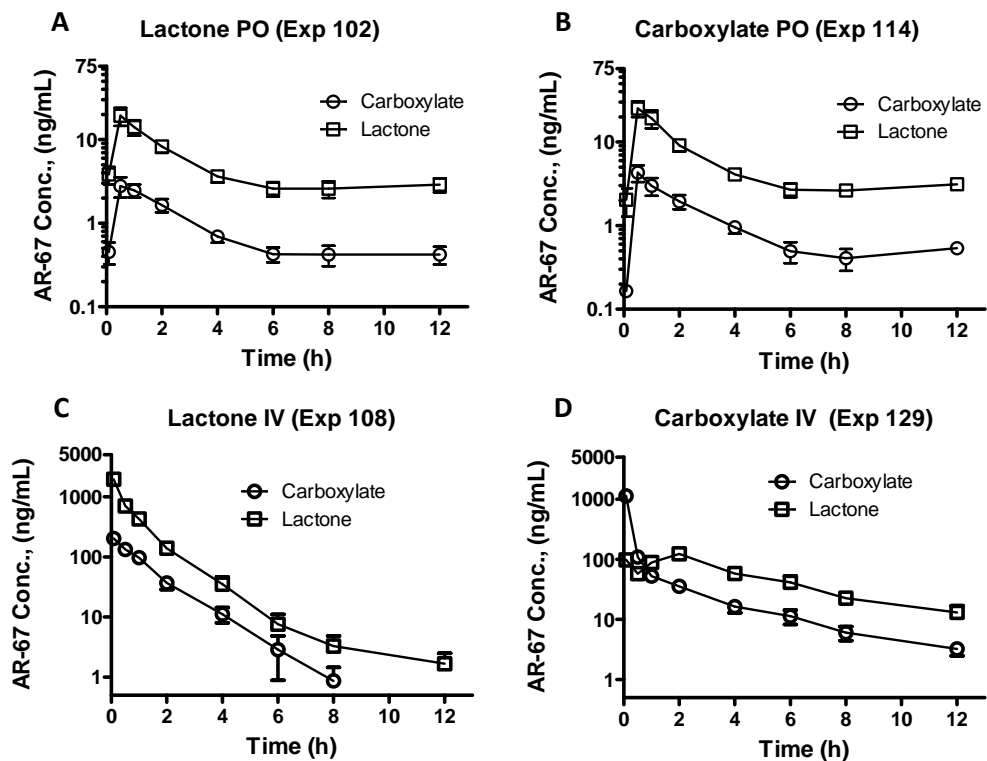 A
Lactone PO (Exp 102)
75
10
1
0.1
AR-67 Conc., (ng/mL)
Carboxylate
Lactone
0 2 4 6 8 10 12
Time (h)
B
Carboxylate PO (Exp 114)
75
10
1
0.1
AR-67 Conc., (ng/mL)
Carboxylate
Lactone
0 2 4 6 8 10 12
Time (h)
C
Lactone IV (Exp 108)
5000
1000
100
10
1
AR-67 Conc., (ng/mL)
Carboxylate
Lactone
0 2 4 6 8 10 12
Time (h)
D
Carboxylate IV (Exp 129)
5000
1000
100
10
1
AR-67 Conc., (ng/mL)
Carboxylate
Lactone
0 2 4 6 8 10 12
Time (h)